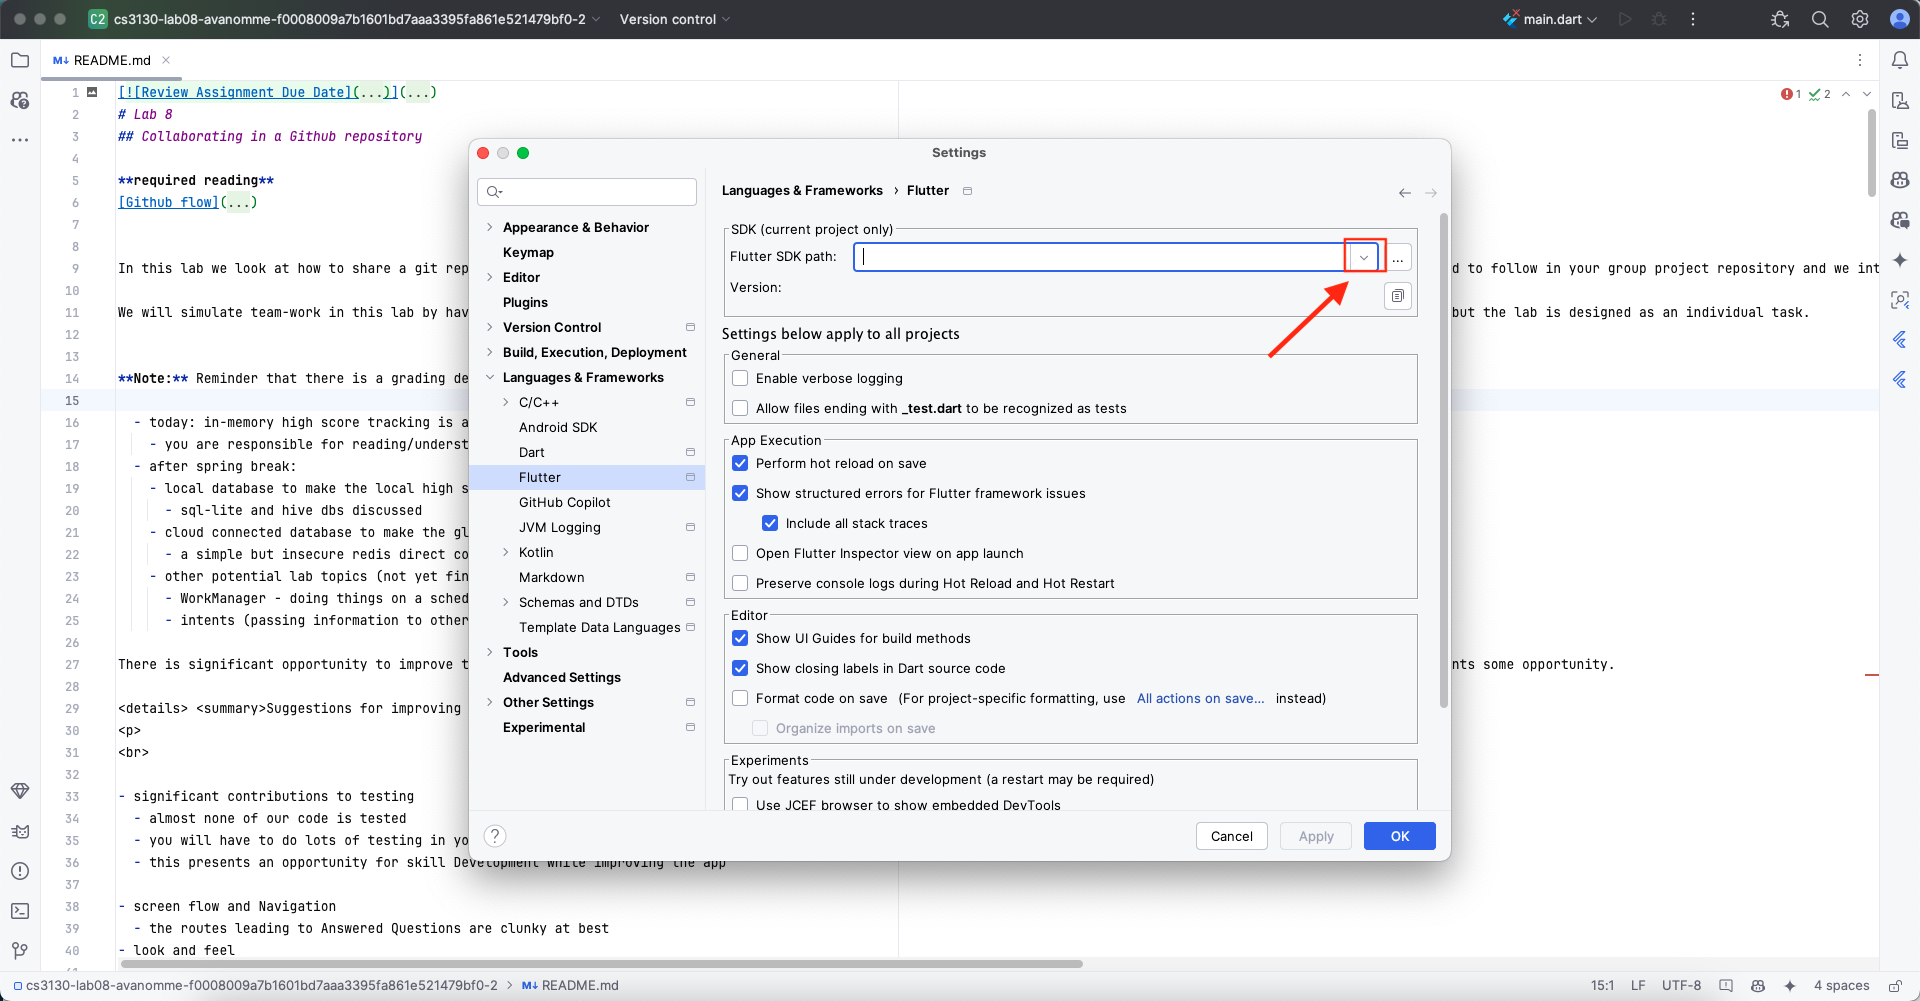 C2 cs3130-lab08-avanomme-f0008009a7b1601bd7aaa3395fa861e521479bf0-2 Version control main.dart
M↓ README.md
1 [![Review Assignment Due Date](...)](...)
2 # Lab 8
3 ## Collaborating in a Github repository
4
5 **required reading**
6 [Github flow](...)
7
8
9 In this lab we look at how to share a git rep d to follow in your group project repository and we int
10
11 We will simulate team-work in this lab by hav but the lab is designed as an individual task.
12
13
14 **Note:** Reminder that there is a grading de
15
16 - today: in-memory high score tracking is a
17 - you are responsible for reading/underst
18 - after spring break:
19 - local database to make the local high s
20 - sql-lite and hive dbs discussed
21 - cloud connected database to make the gl
22 - a simple but insecure redis direct co
23 - other potential lab topics (not yet fin
24 - WorkManager - doing things on a sched
25 - intents (passing information to other
26
27 There is significant opportunity to improve t nts some opportunity.
28
29 <details> <summary>Suggestions for improving
30 <p>
31 <br>
32
33 - significant contributions to testing
34 - almost none of our code is tested
35 - you will have to do lots of testing in yo
36 - this presents an opportunity for skill Development while improving the app
37
38 - screen flow and Navigation
39 - the routes leading to Answered Questions are clunky at best
40 - look and feel
1 2
Settings
Appearance & Behavior
Keymap
Editor
Plugins
Version Control
Build, Execution, Deployment
Languages & Frameworks
C/C++
Android SDK
Dart
Flutter
GitHub Copilot
JVM Logging
Kotlin
Markdown
Schemas and DTDs
Template Data Languages
Tools
Advanced Settings
Other Settings
Experimental
Languages & Frameworks › Flutter
SDK (current project only)
Flutter SDK path: ...
Version:
Settings below apply to all projects
General
Enable verbose logging
Allow files ending with _test.dart to be recognized as tests
App Execution
Perform hot reload on save
Show structured errors for Flutter framework issues
Include all stack traces
Open Flutter Inspector view on app launch
Preserve console logs during Hot Reload and Hot Restart
Editor
Show UI Guides for build methods
Show closing labels in Dart source code
Format code on save (For project-specific formatting, use All actions on save... instead)
Organize imports on save
Experiments
Try out features still under development (a restart may be required)
Use JCEF browser to show embedded DevTools
? Cancel Apply OK
cs3130-lab08-avanomme-f0008009a7b1601bd7aaa3395fa861e521479bf0-2 > M↓ README.md 15:1 LF UTF-8 4 spaces